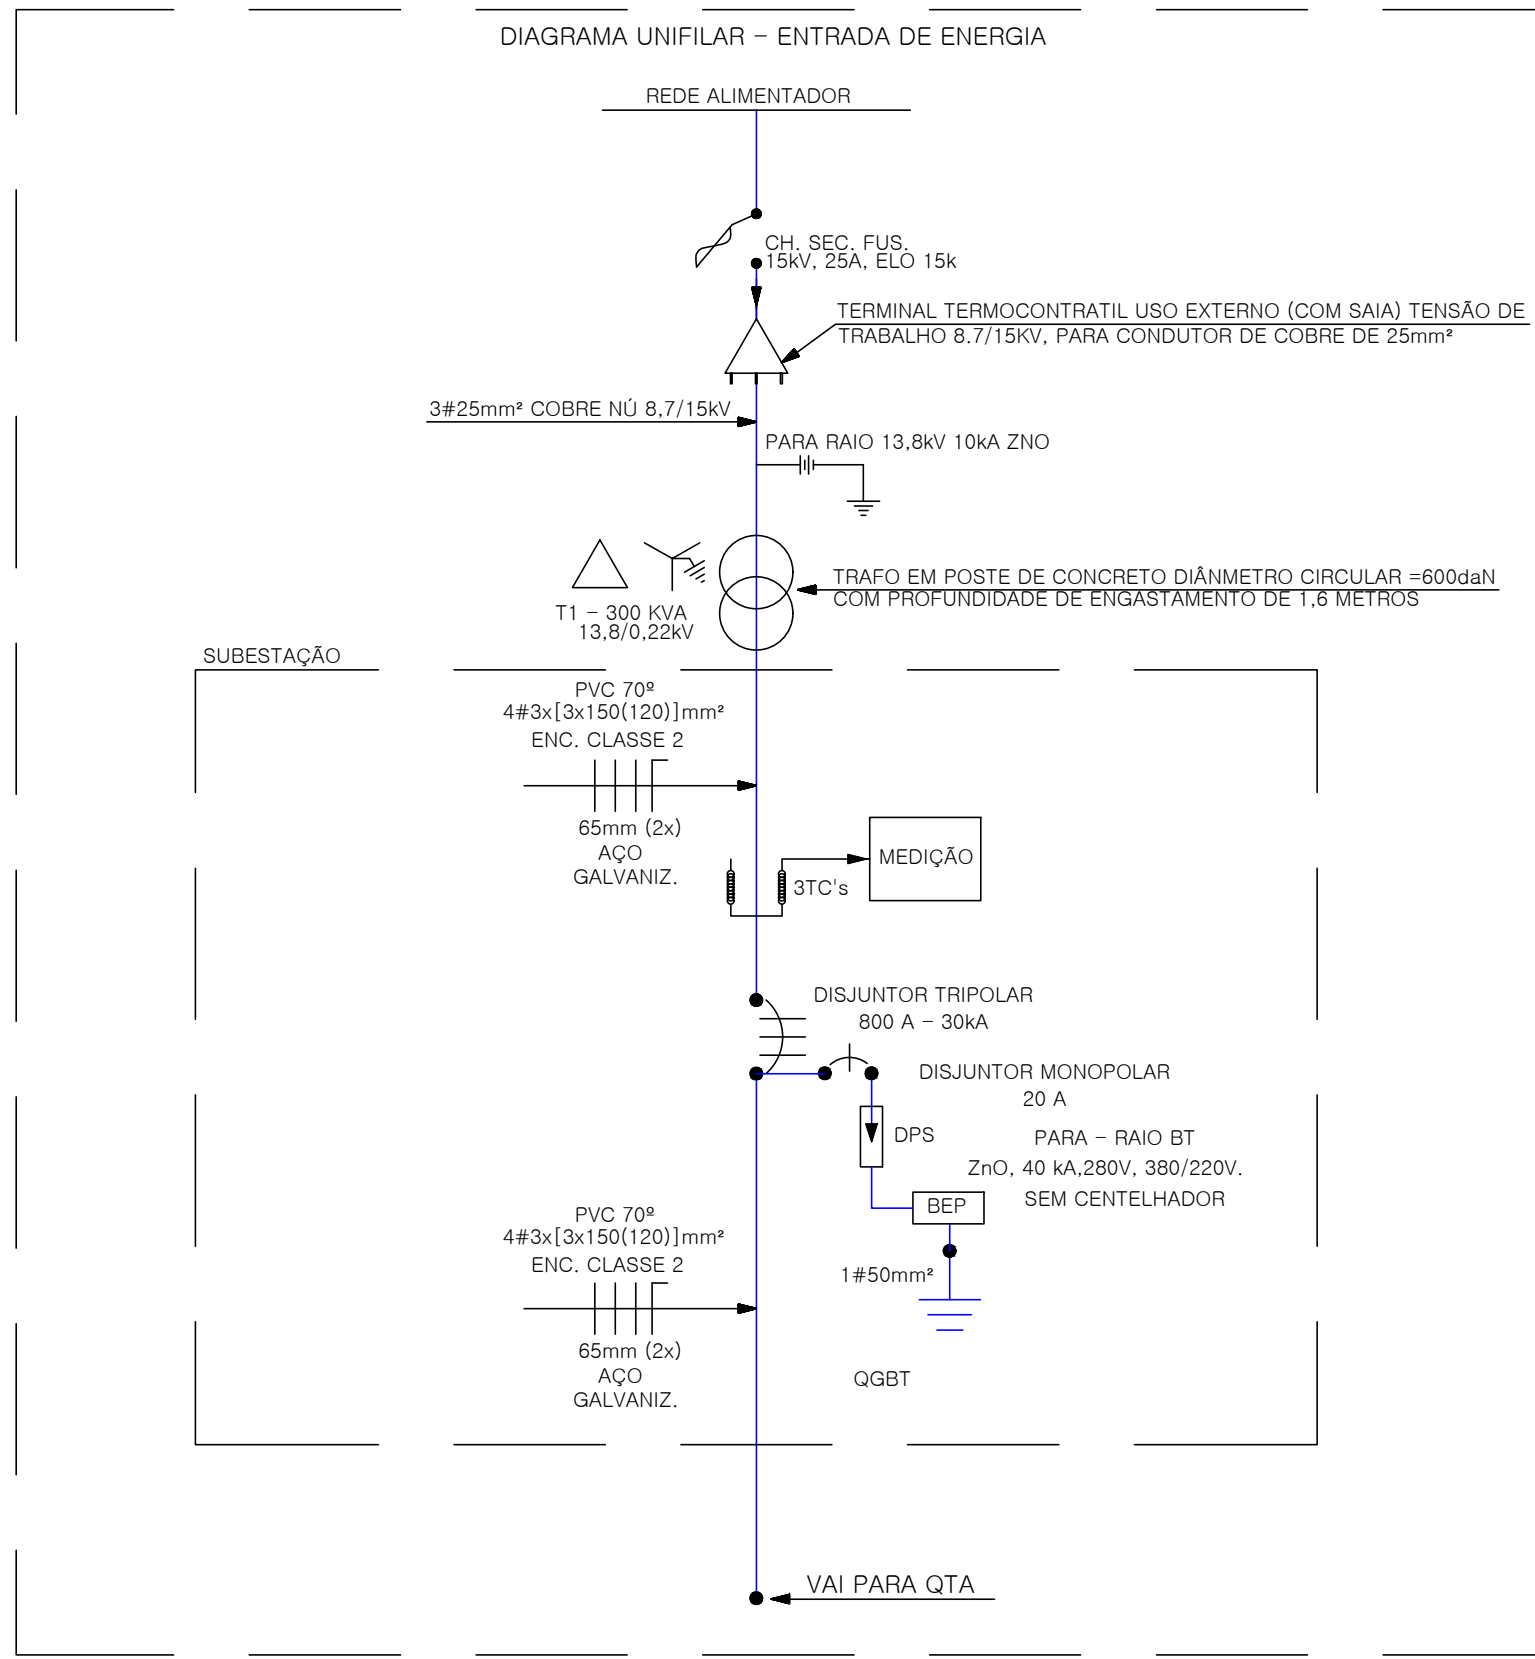 DIAGRAMA UNIFILAR - ENTRADA DE ENERGIA
REDE ALIMENTADOR
CH. SEC. FUS.
15kV, 25A, ELO 15k
TERMINAL TERMOCONTRATIL USO EXTERNO (COM SAIA) TENSÃO DE
TRABALHO 8.7/15KV, PARA CONDUTOR DE COBRE DE 25mm²
3#25mm² COBRE NÚ 8,7/15kV
PARA RAIO 13,8kV 10kA ZNO
TRAFO EM POSTE DE CONCRETO DIÂNMETRO CIRCULAR =600daN
COM PROFUNDIDADE DE ENGASTAMENTO DE 1,6 METROS
T1 - 300 KVA
13,8/0,22kV
SUBESTAÇÃO
PVC 70º
4#3x[3x150(120)]mm²
ENC. CLASSE 2
65mm (2x)
AÇO
GALVANIZ.
MEDIÇÃO
3TC's
DISJUNTOR TRIPOLAR
800 A - 30kA
DISJUNTOR MONOPOLAR
20 A
DPS
PARA - RAIO BT
ZnO, 40 kA,280V, 380/220V.
SEM CENTELHADOR
BEP
1#50mm²
PVC 70º
4#3x[3x150(120)]mm²
ENC. CLASSE 2
65mm (2x)
AÇO
GALVANIZ.
QGBT
VAI PARA QTA